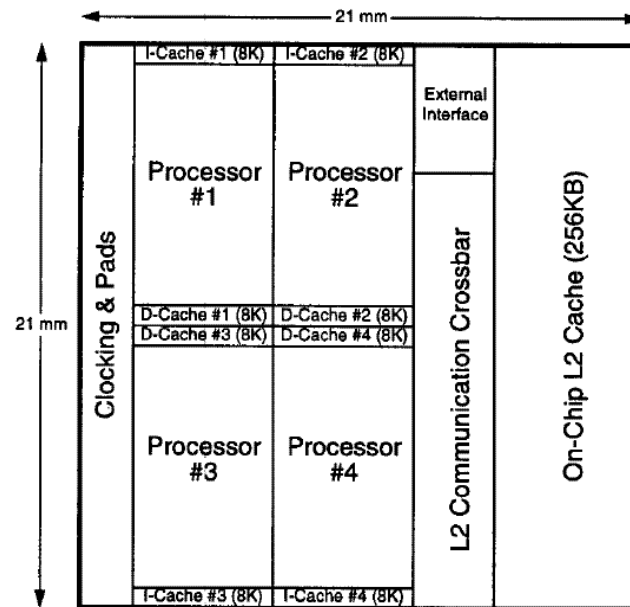 21 mm
I-Cache #1 (8K)
I-Cache #2 (8K)
External
Interface
Processor
#1
Processor
#2
21 mm
Clocking & Pads
D-Cache #1 (8K)
D-Cache #2 (8K)
D-Cache #3 (8K)
D-Cache #4 (8K)
L2 Communication Crossbar
On-Chip L2 Cache (256KB)
Processor
#3
Processor
#4
I-Cache #3 (8K)
I-Cache #4 (8K)